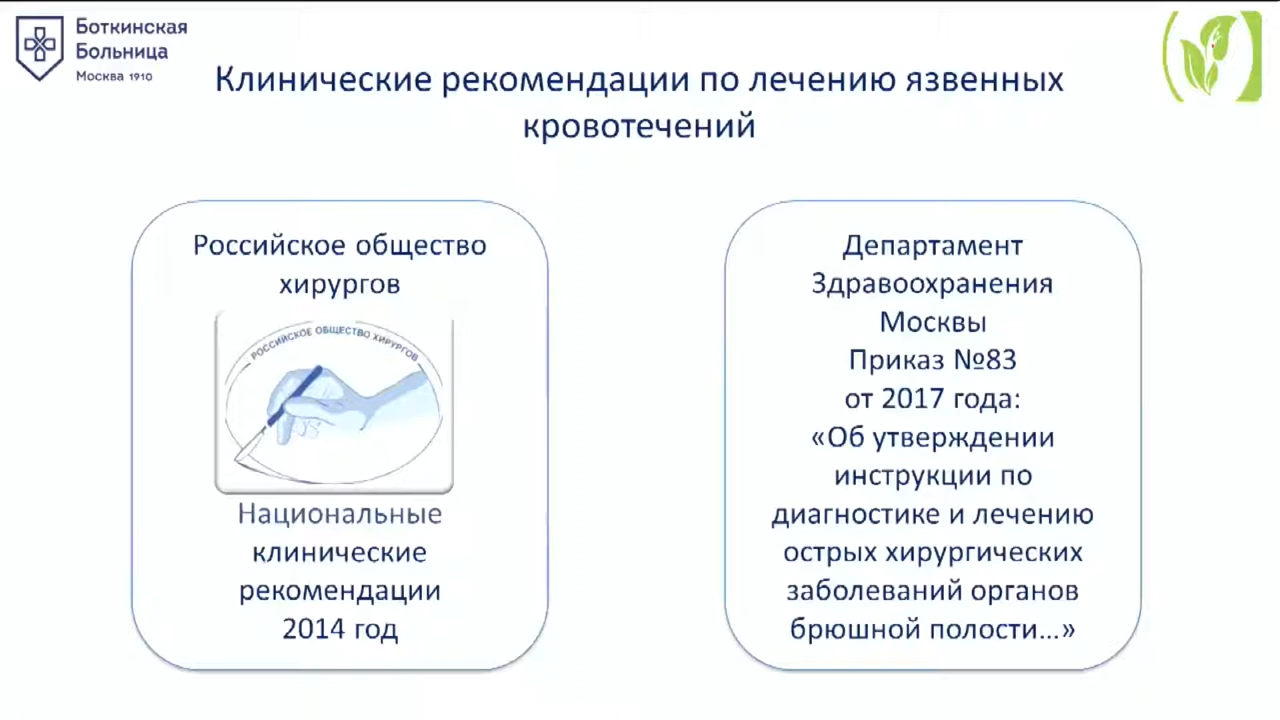 Боткинская
Больница
Москва 1910
Клинические рекомендации по лечению язвенных
кровотечений
Российское общество
хирургов
РОССИЙСКОЕ ОБЩЕСТВО ХИРУРГОВ
Национальные
клинические
рекомендации
2014 год
Департамент
Здравоохранения
Москвы
Приказ №83
от 2017 года:
«Об утверждении
инструкции по
диагностике и лечению
острых хирургических
заболеваний органов
брюшной полости...»